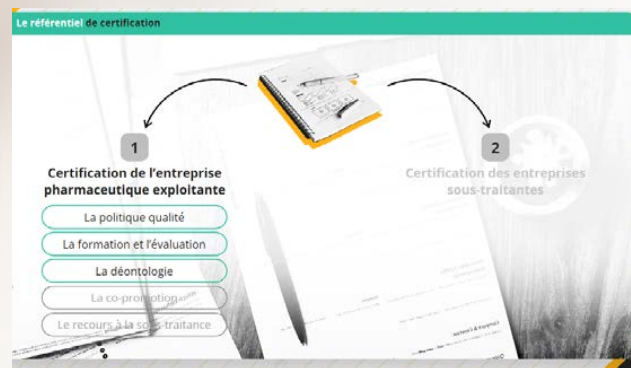 Le référentiel de certification
1
Certification de l'entreprise
pharmaceutique exploitante
La politique qualité
La formation et l'évaluation
La déontologie
La co-promotion
Le recours à la sous-traitance
2
Certification des entreprises
sous-traitantes